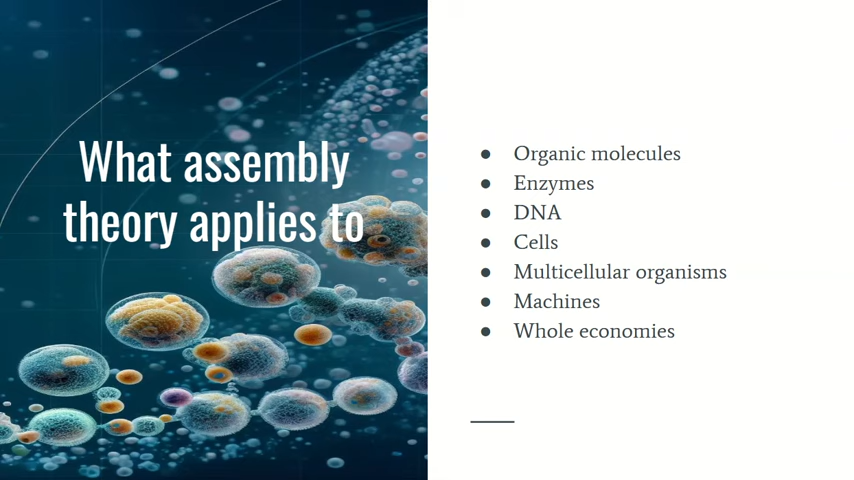 What assembly
theory applies to
● Organic molecules
● Enzymes
● DNA
● Cells
● Multicellular organisms
● Machines
● Whole economies